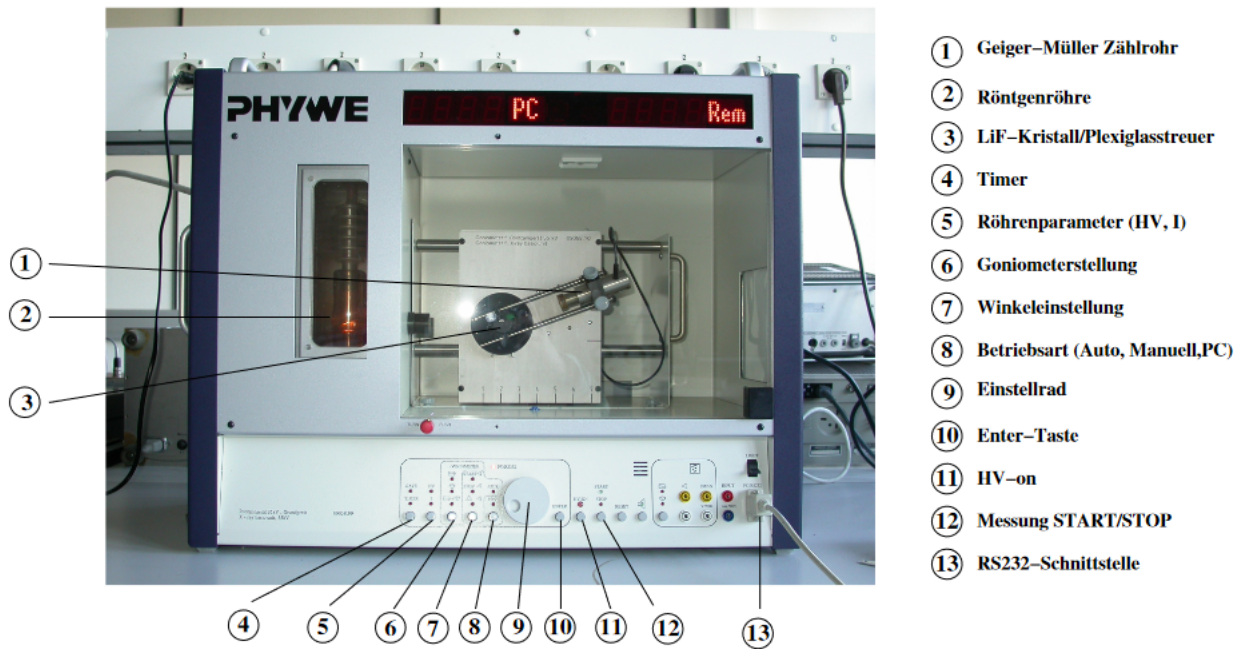 PHYWE
PC
Rem
1 Geiger–Müller Zählrohr
2 Röntgenröhre
3 LiF–Kristall/Plexiglasstreuer
4 Timer
5 Röhrenparameter (HV, I)
6 Goniometerstellung
7 Winkeleinstellung
8 Betriebsart (Auto, Manuell,PC)
9 Einstellrad
10 Enter–Taste
11 HV–on
12 Messung START/STOP
13 RS232–Schnittstelle
1
2
3
4
5
6
7
8
9
10
11
12
13